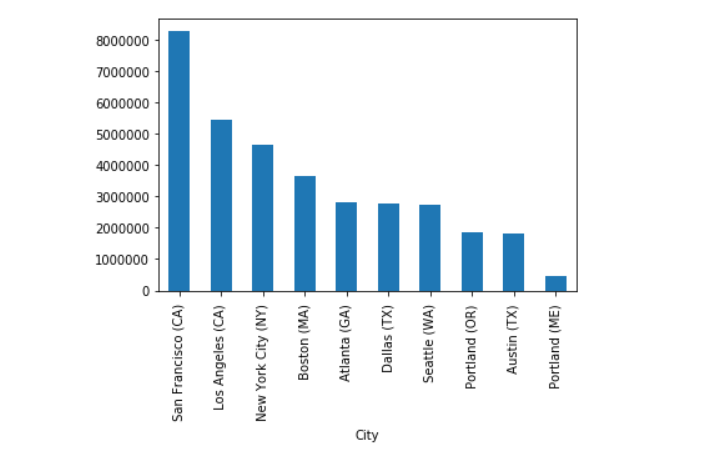 8000000
7000000
6000000
5000000
4000000
3000000
2000000
1000000
0
San Francisco (CA)
Los Angeles (CA)
New York City (NY)
Boston (MA)
Atlanta (GA)
Dallas (TX)
Seattle (WA)
Portland (OR)
Austin (TX)
Portland (ME)
City